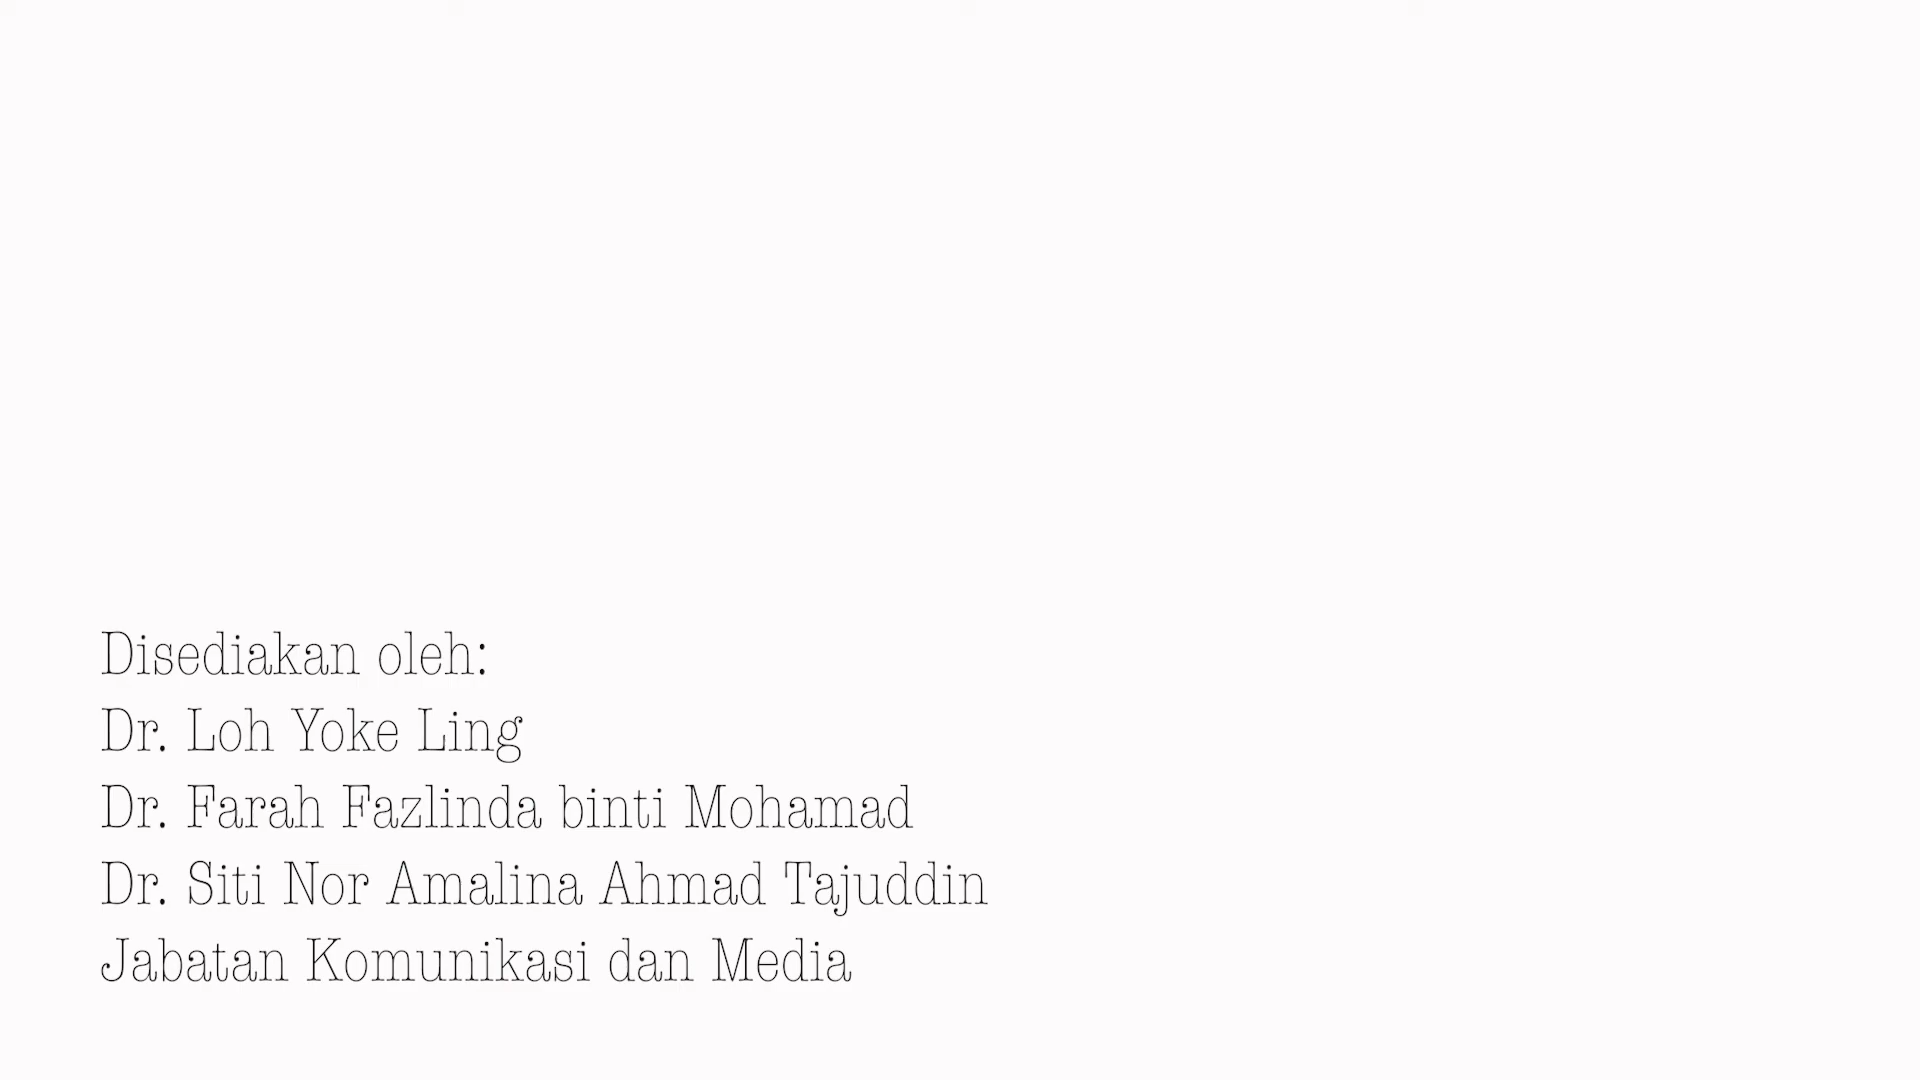 Disediakan oleh:
Dr. Loh Yoke Ling
Dr. Farah Fazlinda binti Mohamad
Dr. Siti Nor Amalina Ahmad Tajuddin
Jabatan Komunikasi dan Media